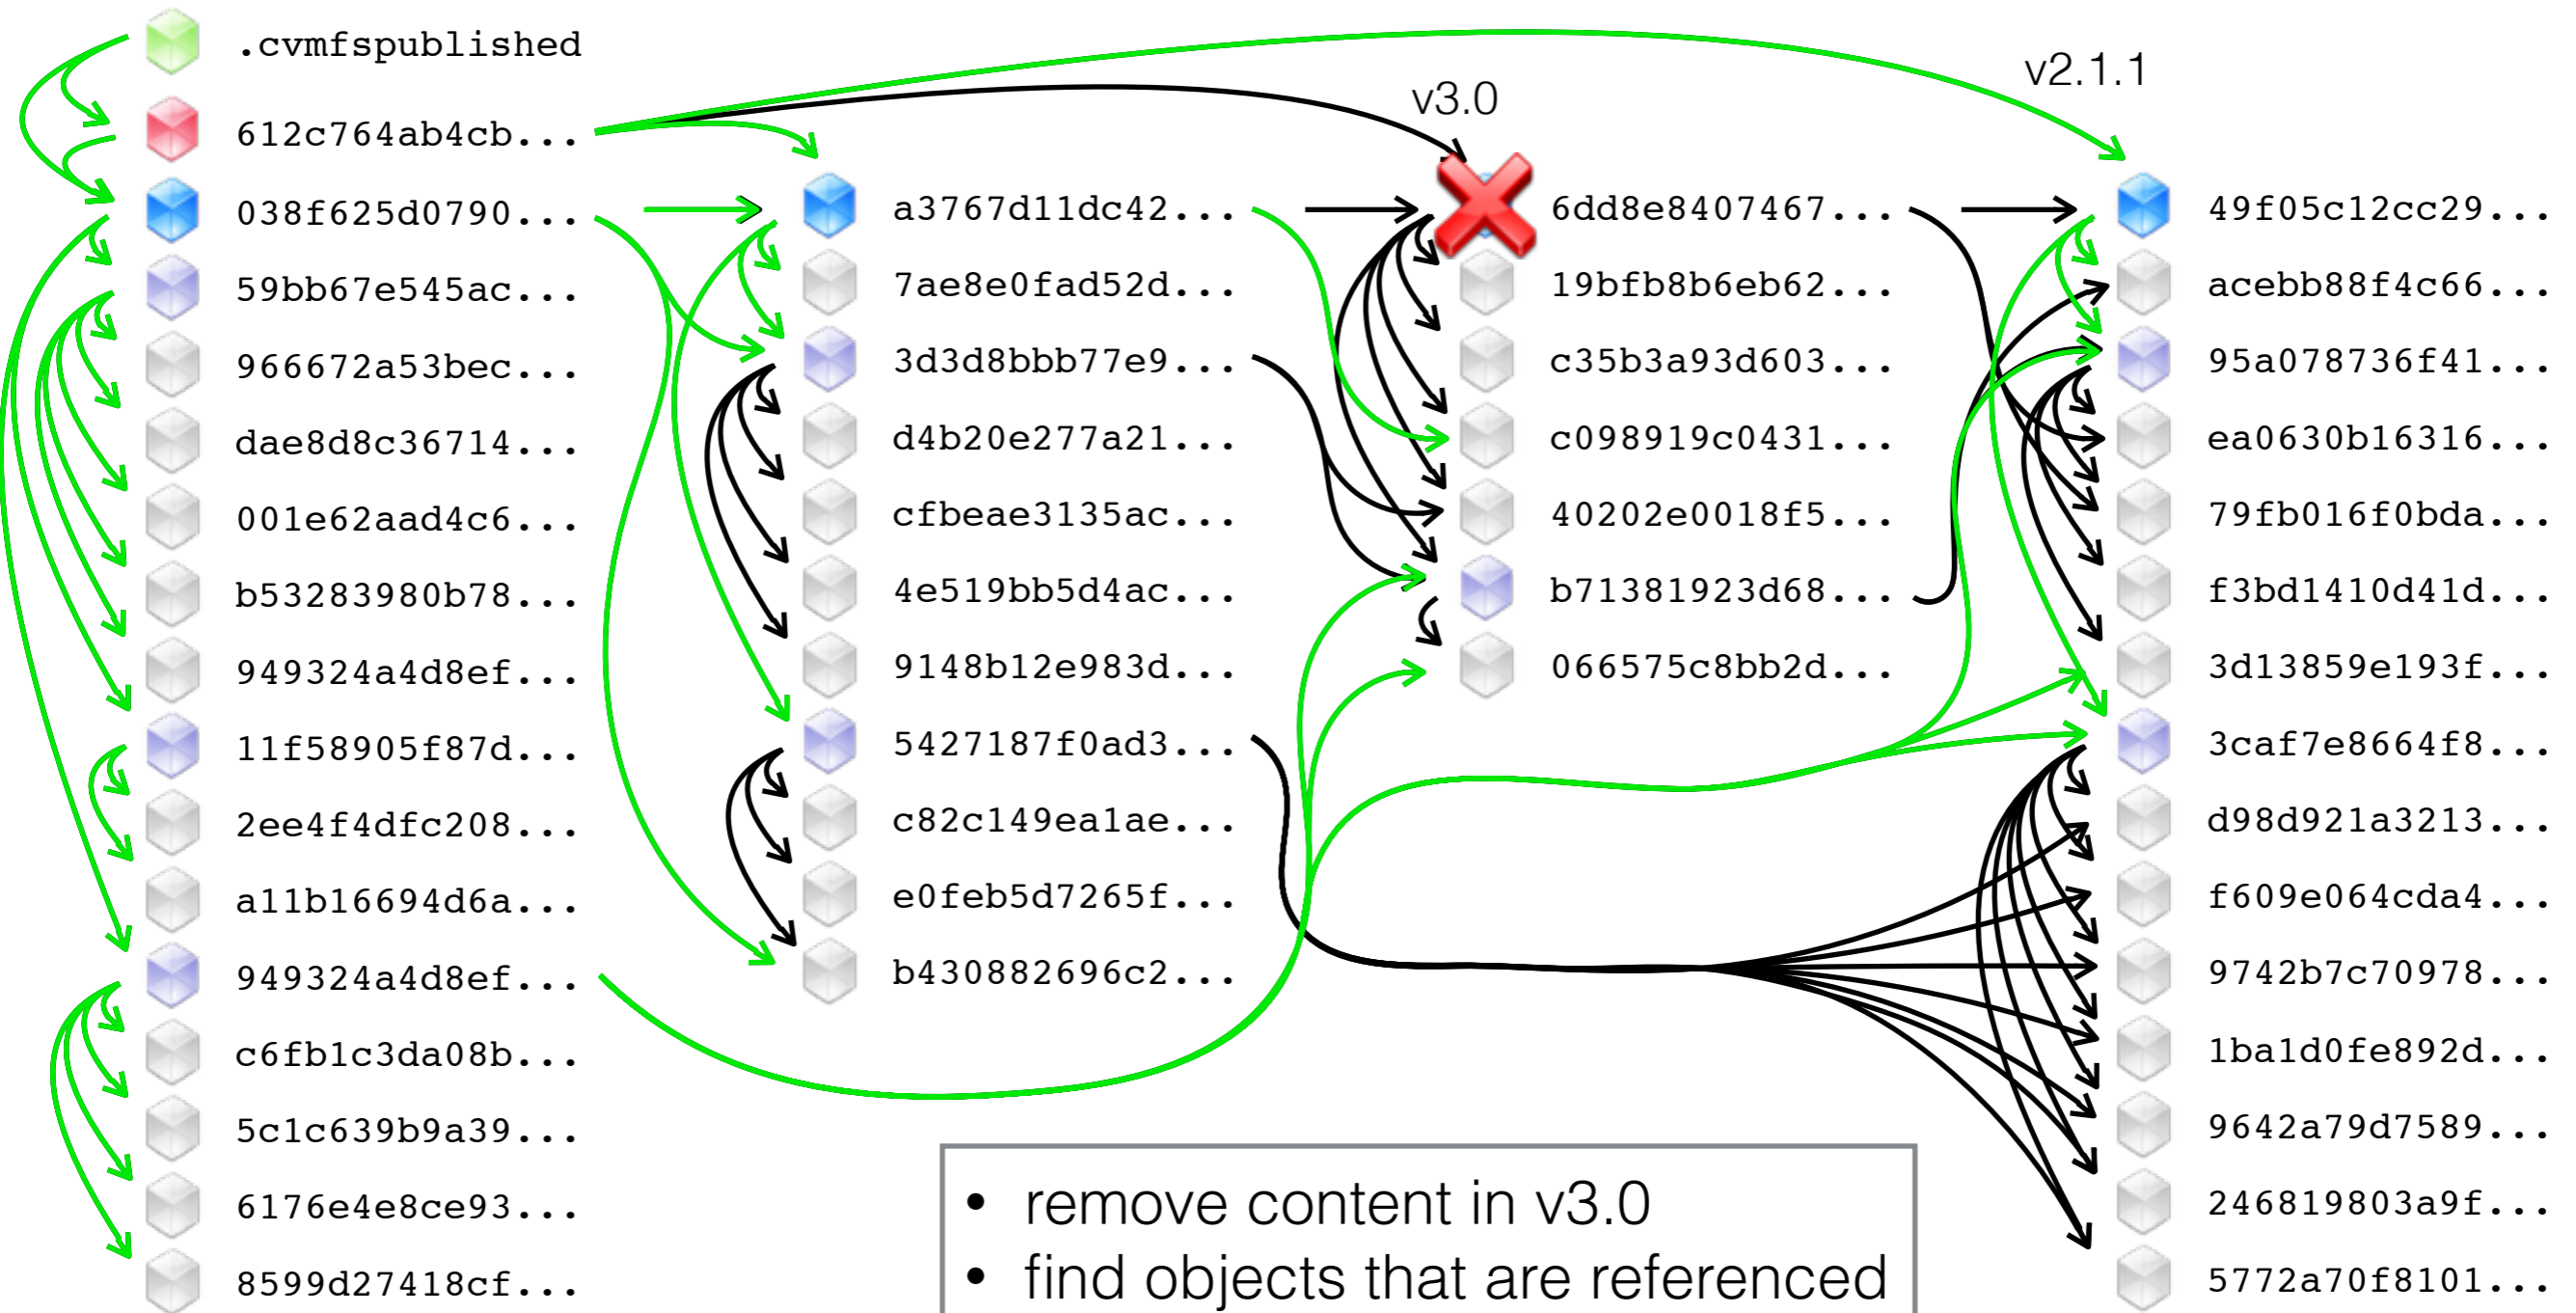 .cvmfspublished
612c764ab4cb...
038f625d0790...
59bb67e545ac...
966672a53bec...
dae8d8c36714...
001e62aad4c6...
b53283980b78...
949324a4d8ef...
11f58905f87d...
2ee4f4dfc208...
a11b16694d6a...
949324a4d8ef...
c6fb1c3da08b...
5c1c639b9a39...
6176e4e8ce93...
8599d27418cf...
a3767d11dc42...
7ae8e0fad52d...
3d3d8bbb77e9...
d4b20e277a21...
cfbeae3135ac...
4e519bb5d4ac...
9148b12e983d...
5427187f0ad3...
c82c149ea1ae...
e0feb5d7265f...
b430882696c2...
v3.0
6dd8e8407467...
19bfb8b6eb62...
c35b3a93d603...
c098919c0431...
40202e0018f5...
b71381923d68...
066575c8bb2d...
v2.1.1
49f05c12cc29...
acebb88f4c66...
95a078736f41...
ea0630b16316...
79fb016f0bda...
f3bd1410d41d...
3d13859e193f...
3caf7e8664f8...
d98d921a3213...
f609e064cda4...
9742b7c70978...
1ba1d0fe892d...
9642a79d7589...
246819803a9f...
5772a70f8101...
• remove content in v3.0
• find objects that are referenced